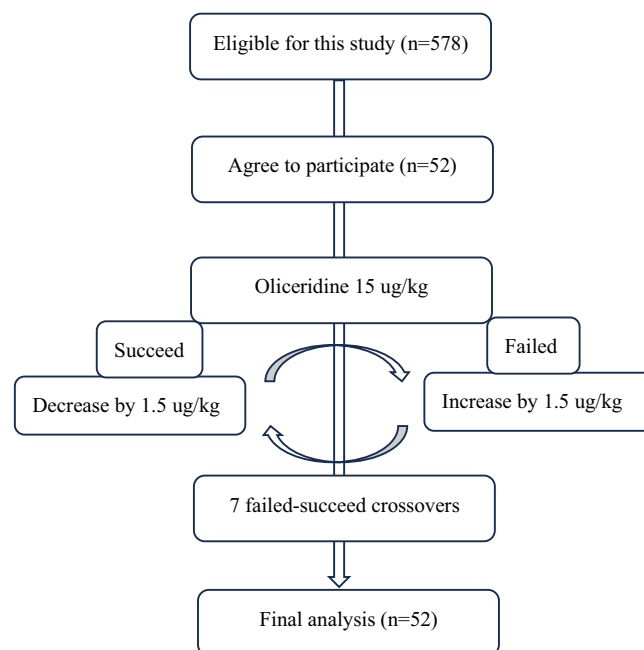 Eligible for this study (n=578)
Agree to participate (n=52)
Oliceridine 15 ug/kg
Succeed
Failed
Decrease by 1.5 ug/kg
Increase by 1.5 ug/kg
7 failed-succeed crossovers
Final analysis (n=52)